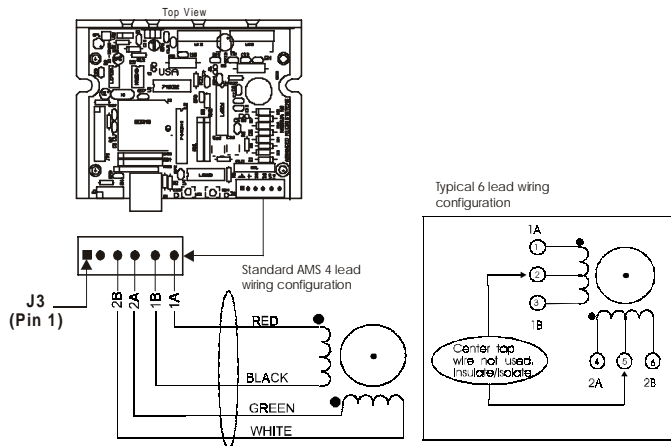 Top View
USA
Typical 6 lead wiring
configuration
1A
1
2
3
1B
Center tap
wire not used.
Insulate/Isolate.
4
5
6
2A
2B
J3
(Pin 1)
2B
2A
1B
1A
Standard AMS 4 lead
wiring configuration
RED
BLACK
GREEN
WHITE